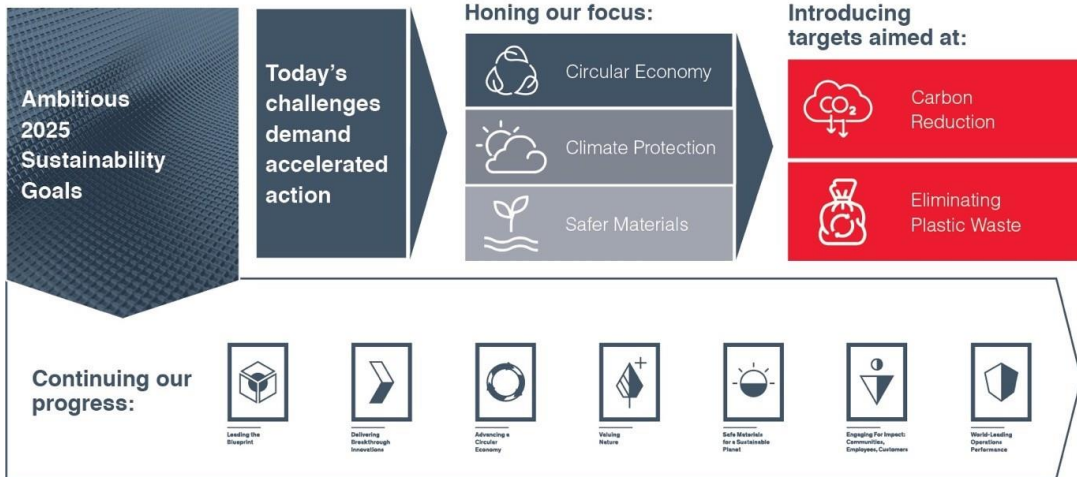 Ambitious
2025
Sustainability
Goals
Today's
challenges
demand
accelerated
action
Honing our focus:
Circular Economy
Climate Protection
Safer Materials
Introducing
targets aimed at:
CO₂
Carbon
Reduction
Eliminating
Plastic Waste
Continuing our
progress:
Leading the
Blueprint
Delivering
Breakthrough
Innovations
Advancing a
Circular
Economy
Valuing
Nature
Safe Materials
for a Sustainable
Planet
Engaging For Impact:
Communities,
Employees, Customers
World-Leading
Operations
Performance